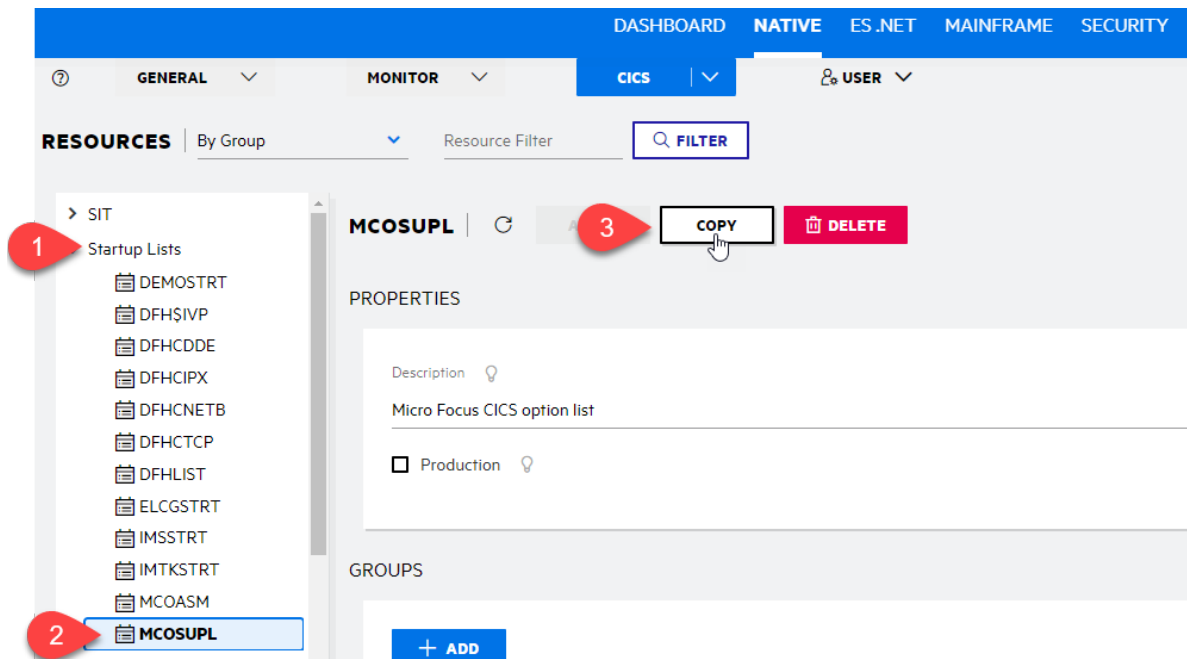 DASHBOARD NATIVE ES .NET MAINFRAME SECURITY
GENERAL MONITOR CICS USER
RESOURCES By Group Resource Filter FILTER
SIT
1 Startup Lists
DEMOSTRT
DFH$IVP
DFHCDDE
DFHCIPX
DFHCNETB
DFHCTCP
DFHLIST
ELCGSTRT
IMSSTRT
IMTKSTRT
MCOASM
2 MCOSUPL
MCOSUPL 3 COPY DELETE
PROPERTIES
Description
Micro Focus CICS option list
Production
GROUPS
+ ADD